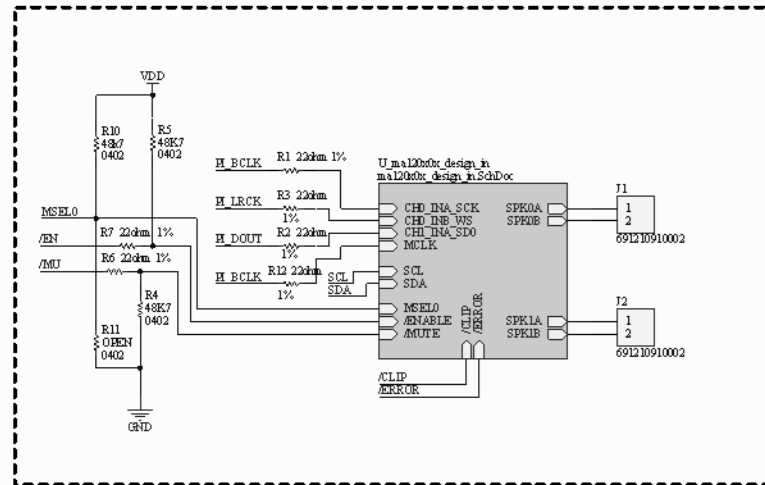 VDD
R10
48k7
0402
R5
48K7
0402
MSEL0
R7 22ohm 1%
/EN
R6 22ohm 1%
/MU
R4
48K7
0402
R11
OPEN
0402
GND
PI_BCLK
R1 22ohm 1%
PI_LRCK
R3 22ohm
1%
PI_DOUT
R2 22ohm
1%
PI_BCLK
R12 22ohm
1%
SCL
SDA
U_ma120x0x_design_in
ma120x0x_design_in.SchDoc
CH0_INA_SCK
CH0_INB_WS
CH1_INA_SD0
MCLK
SCL
SDA
MSEL0
/ENABLE
/MUTE
/CLIP
/ERROR
SPK0A
SPK0B
SPK1A
SPK1B
J1
1
2
691210910002
J2
1
2
691210910002
/CLIP
/ERROR